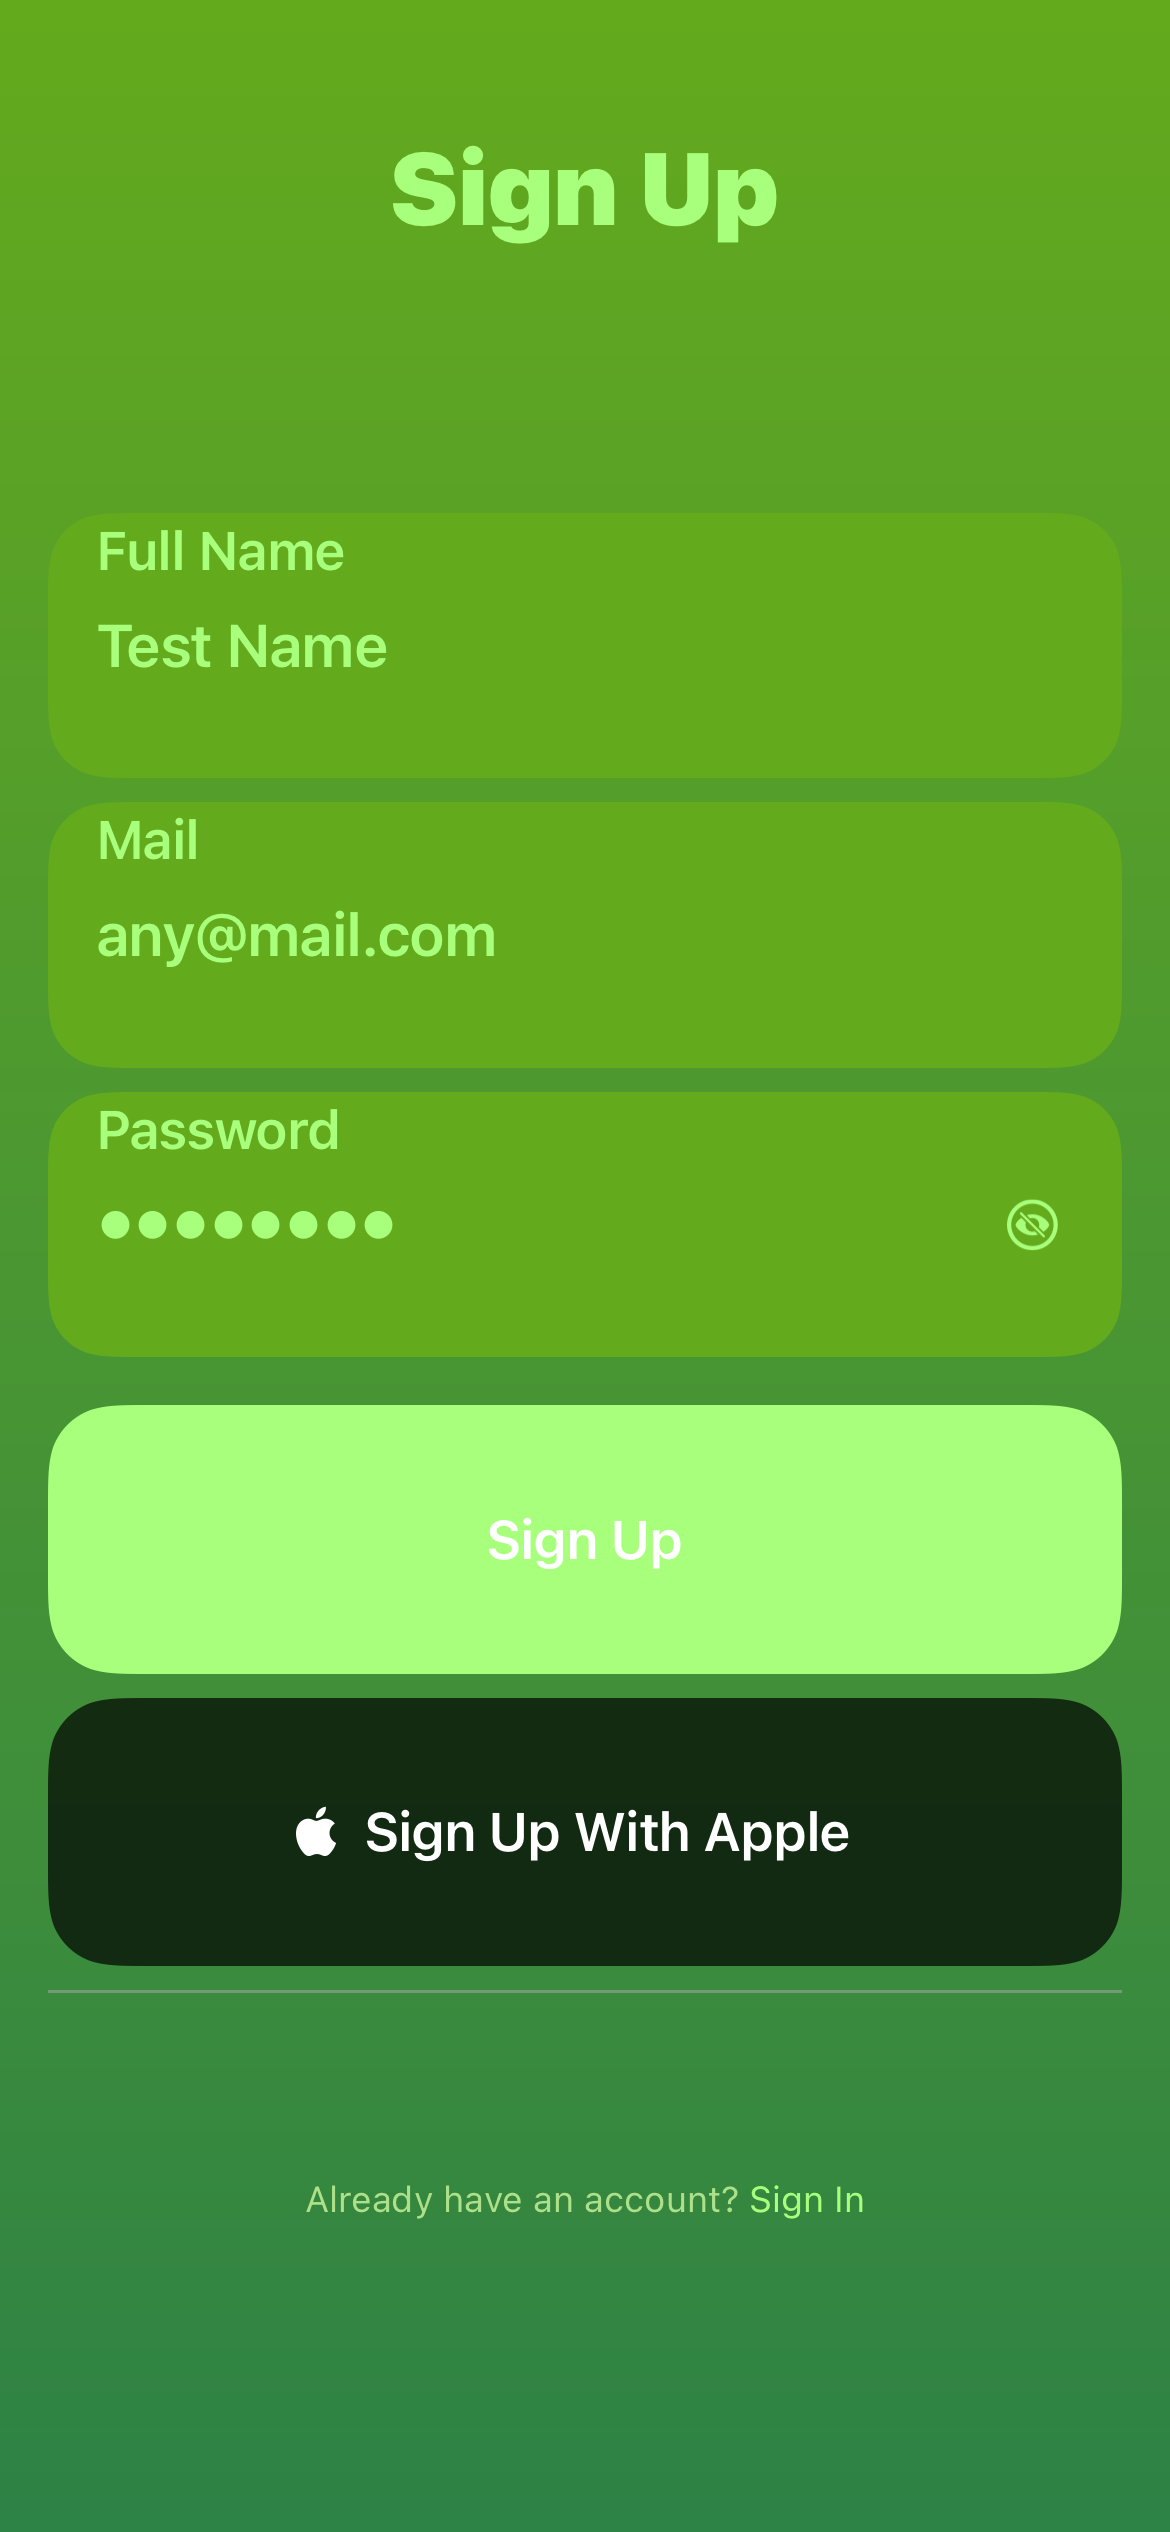 Sign Up
Full Name
Test Name
Mail
any@mail.com
Password
●●●●●●●●
Sign Up
Sign Up With Apple
Already have an account? Sign In